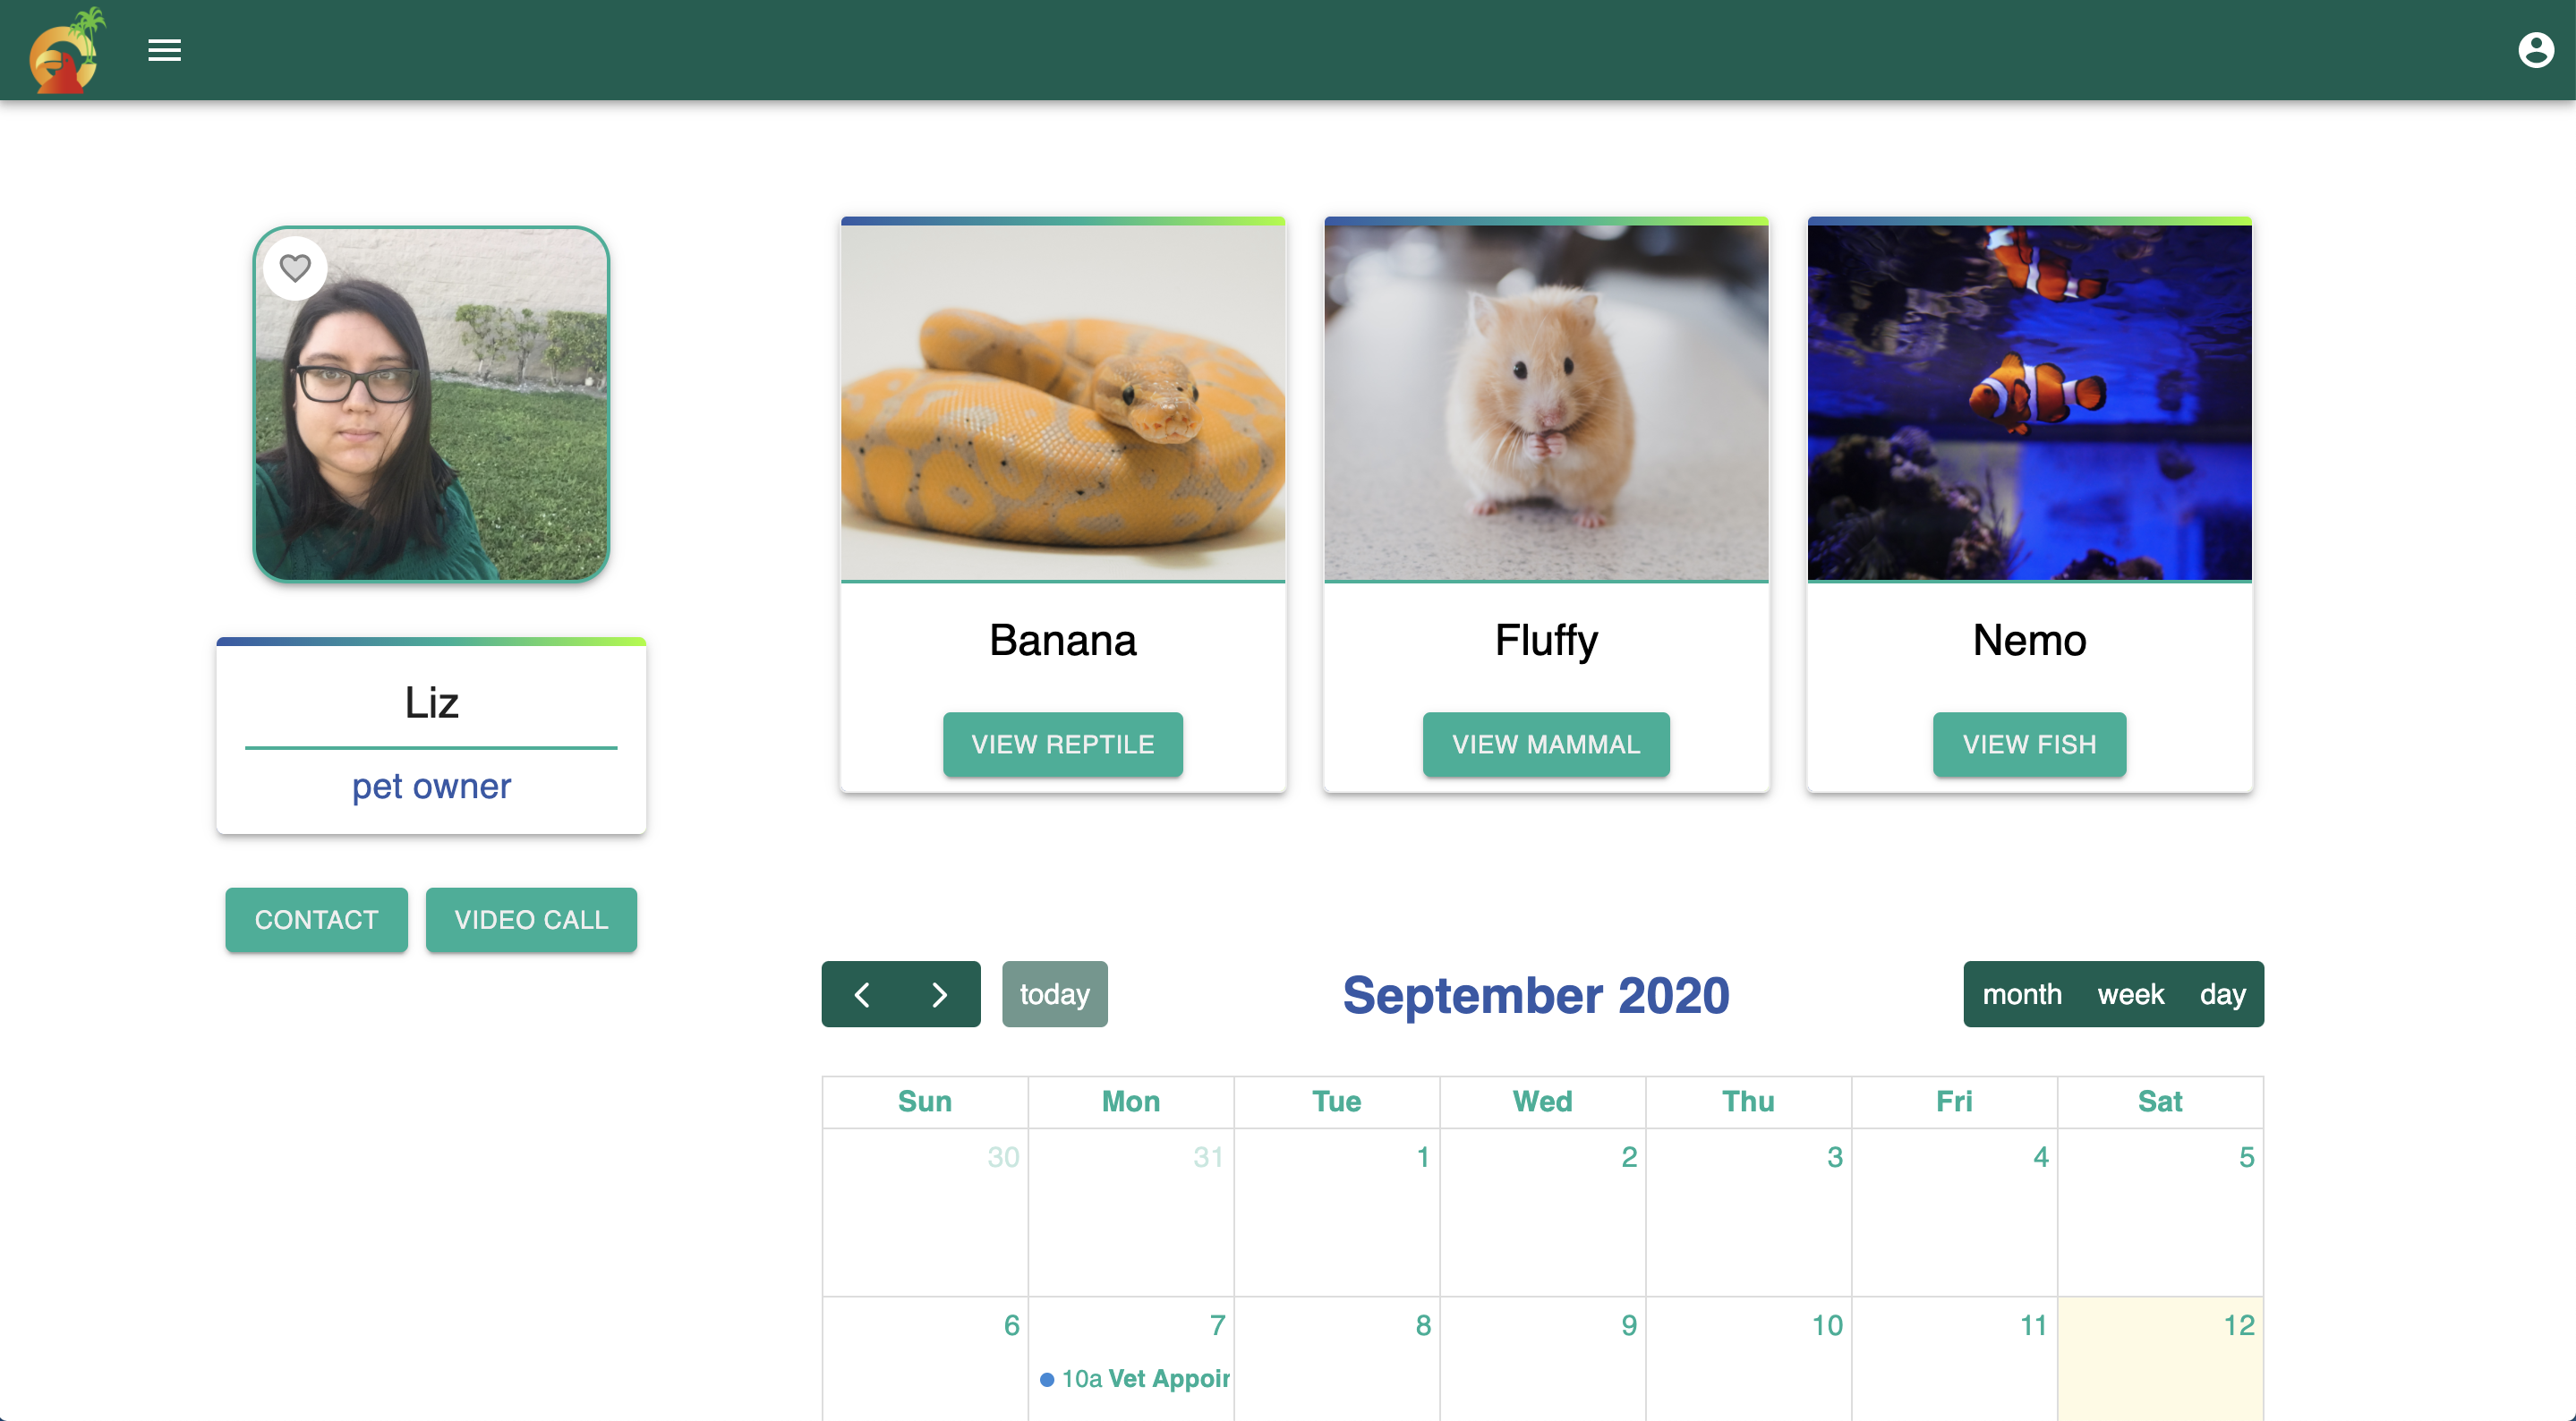 Liz
pet owner
CONTACT VIDEO CALL
Banana
VIEW REPTILE
Fluffy
VIEW MAMMAL
Nemo
VIEW FISH
today September 2020 month week day
Sun Mon Tue Wed Thu Fri Sat
30 31 1 2 3 4 5
6 7 8 9 10 11 12
10a Vet Appoin